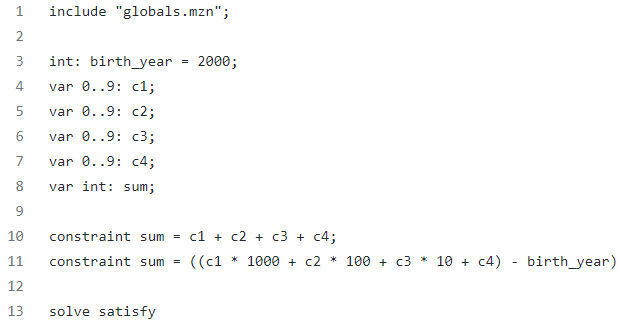 1 include "globals.mzn";
2
3 int: birth_year = 2000;
4 var 0..9: c1;
5 var 0..9: c2;
6 var 0..9: c3;
7 var 0..9: c4;
8 var int: sum;
9
10 constraint sum = c1 + c2 + c3 + c4;
11 constraint sum = ((c1 * 1000 + c2 * 100 + c3 * 10 + c4) - birth_year)
12
13 solve satisfy